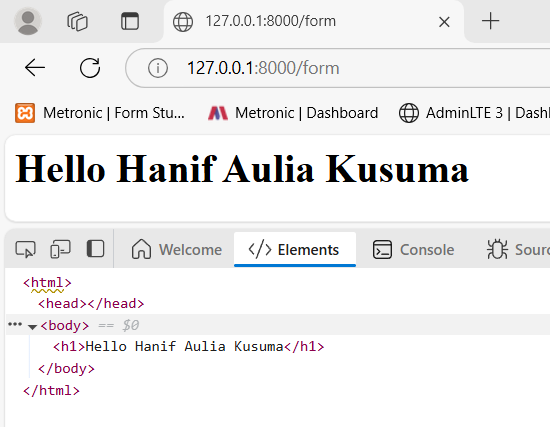 127.0.0.1:8000/form
127.0.0.1:8000/form
Metronic | Form Stu... Metronic | Dashboard AdminLTE 3 | Dashl
Hello Hanif Aulia Kusuma
Welcome Elements Console Sour
<html>
<head></head>
<body> == $0
<h1>Hello Hanif Aulia Kusuma</h1>
</body>
</html>